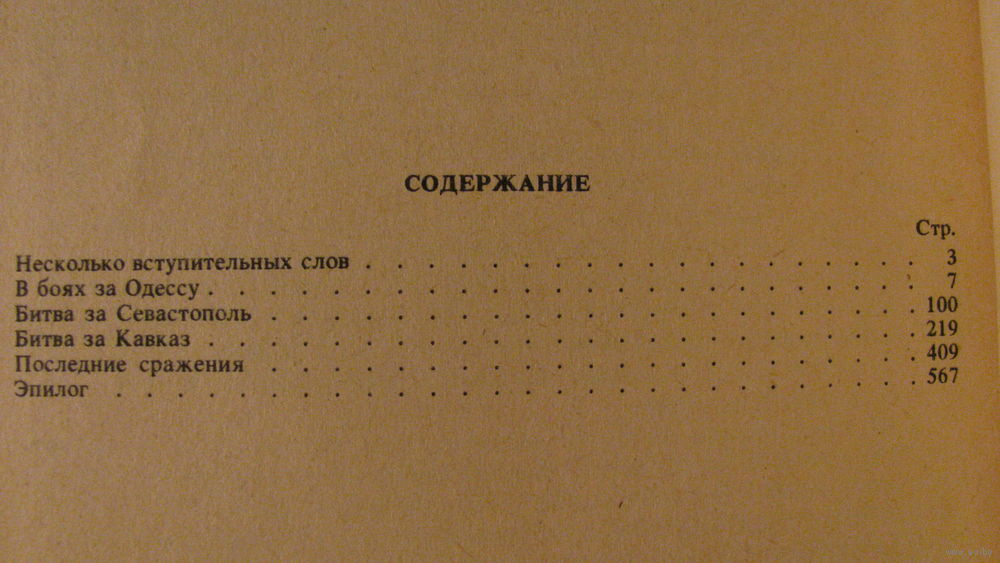 СОДЕРЖАНИЕ
Стр.
Несколько вступительных слов . . . . . . . . . . . . . . . . . . 3
В боях за Одессу . . . . . . . . . . . . . . . . . . . . . . . 7
Битва за Севастополь . . . . . . . . . . . . . . . . . . . . . 100
Битва за Кавказ . . . . . . . . . . . . . . . . . . . . . . . 219
Последние сражения . . . . . . . . . . . . . . . . . . . . . 409
Эпилог . . . . . . . . . . . . . . . . . . . . . . . . . . 567